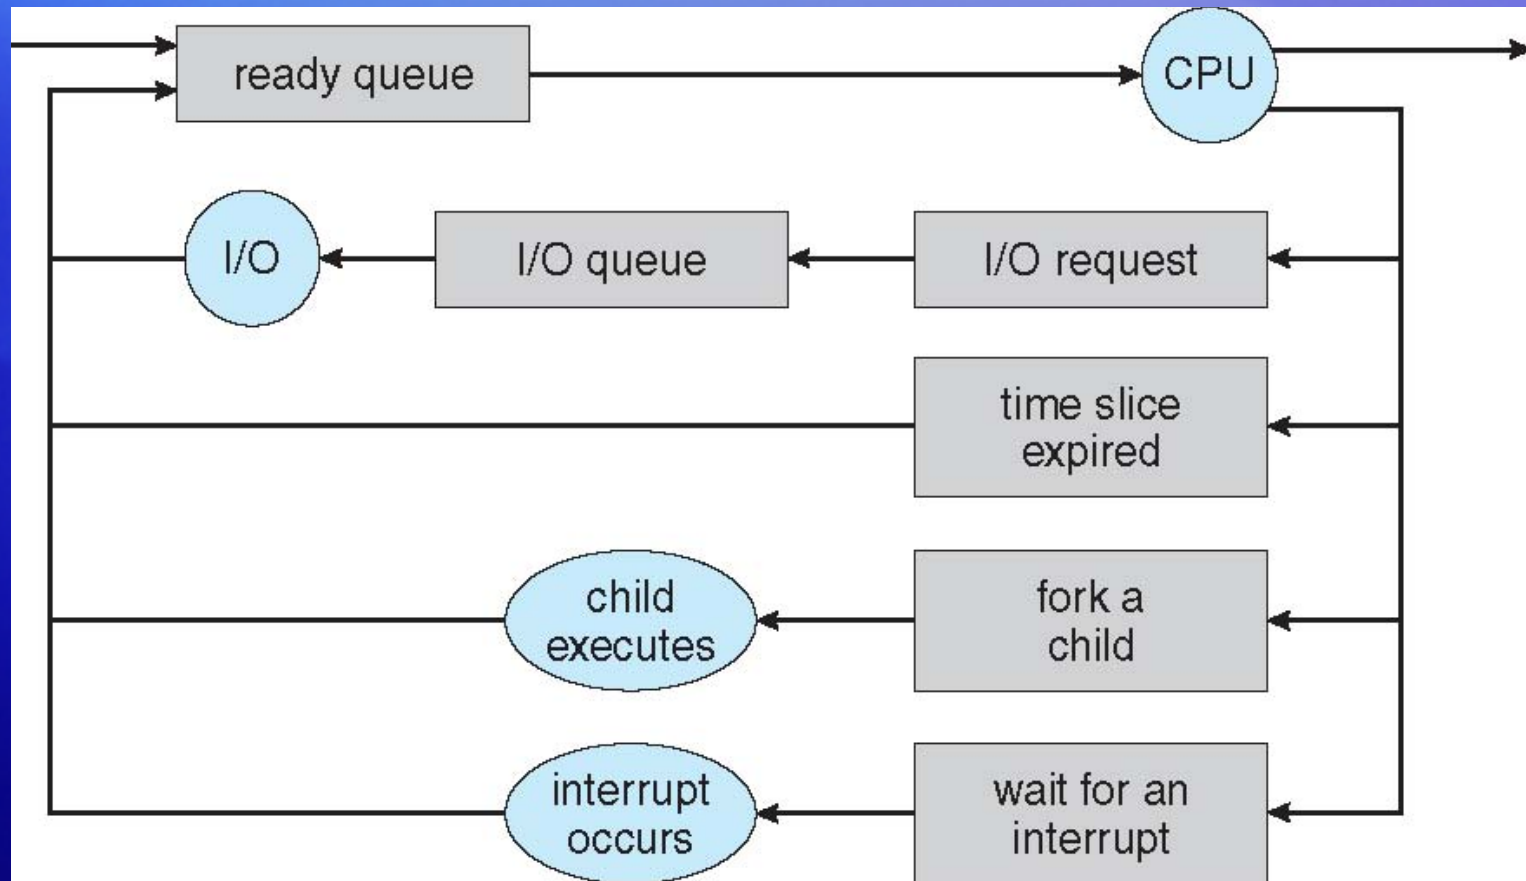 ready queue
CPU
I/O
I/O queue
I/O request
time slice
expired
child
executes
fork a
child
interrupt
occurs
wait for an
interrupt